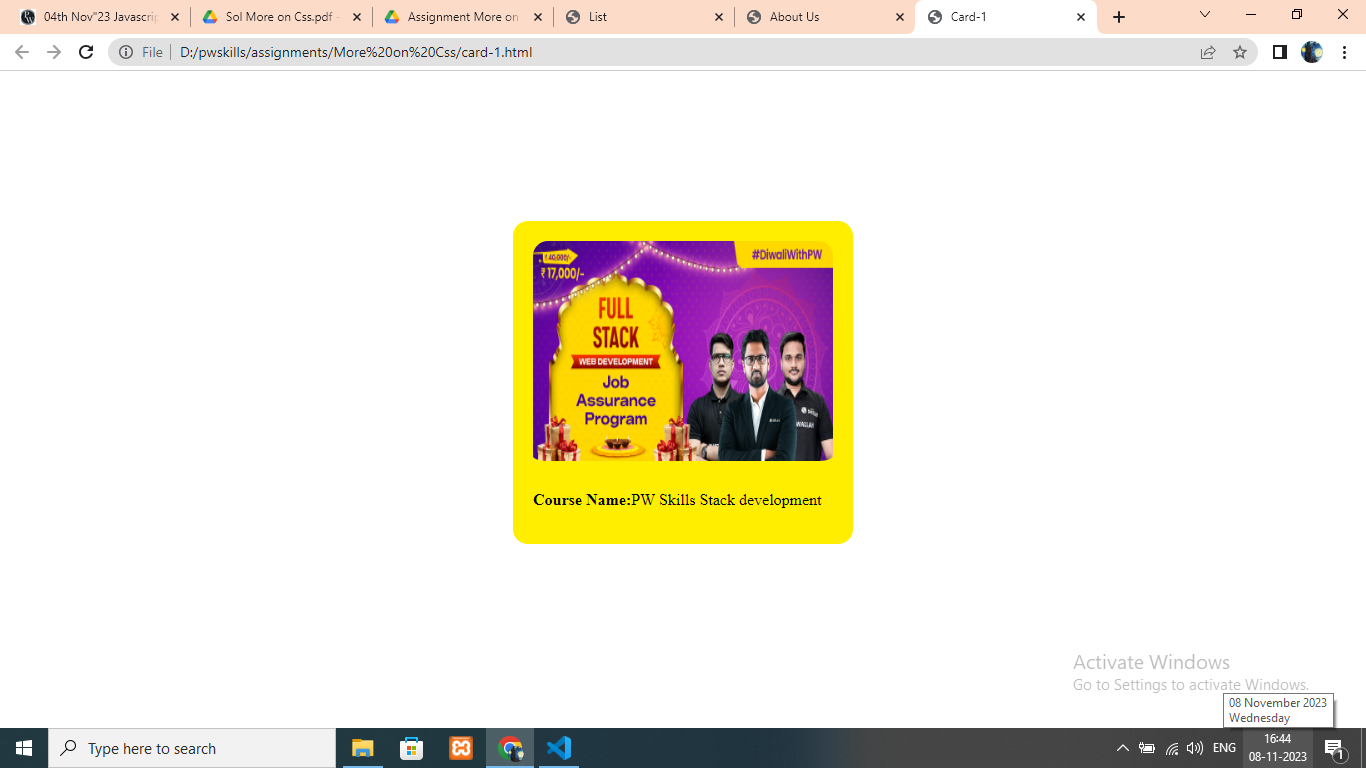 04th Nov"23 Javascrip
Sol More on Css.pdf -
Assignment More on
List
About Us
Card-1
File
D:/pwskills/assignments/More%20on%20Css/card-1.html
₹ 40,000/-
₹ 17,000/-
#DiwaliWithPW
FULL
STACK
WEB DEVELOPMENT
Job
Assurance
Program
Course Name:PW Skills Stack development
Activate Windows
Go to Settings to activate Windows.
08 November 2023
Wednesday
Type here to search
ENG
16:44
08-11-2023
1